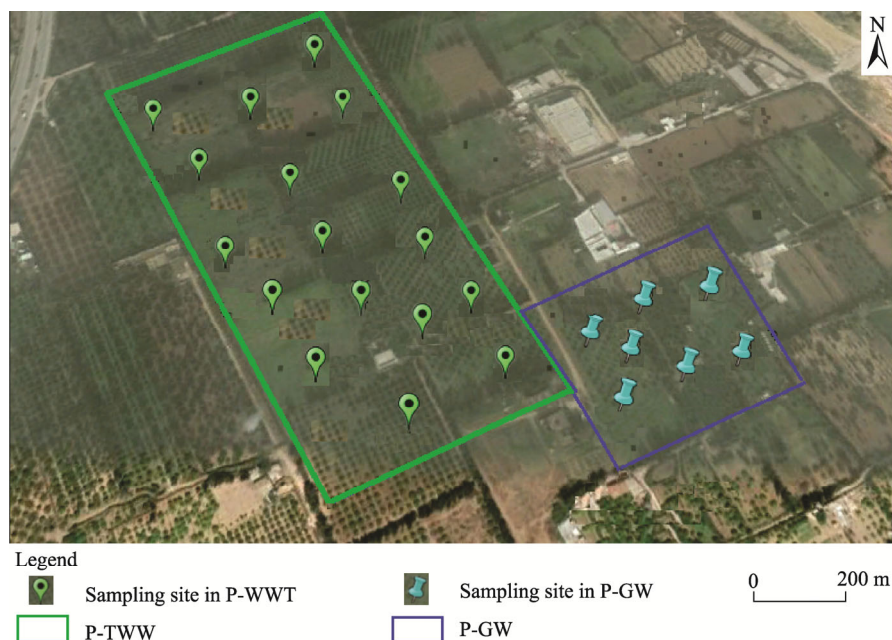 N
Legend
Sampling site in P-WWT
Sampling site in P-GW
0 200 m
P-TWW
P-GW